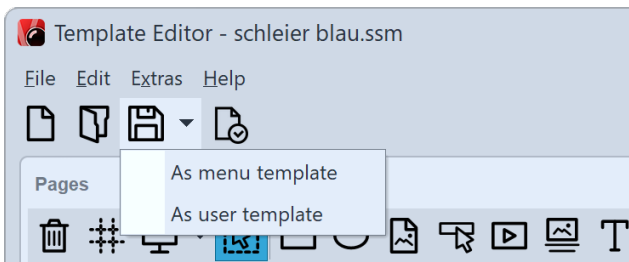 Template Editor - schleier blau.ssm
File Edit Extras Help
As menu template
Pages
As user template
T